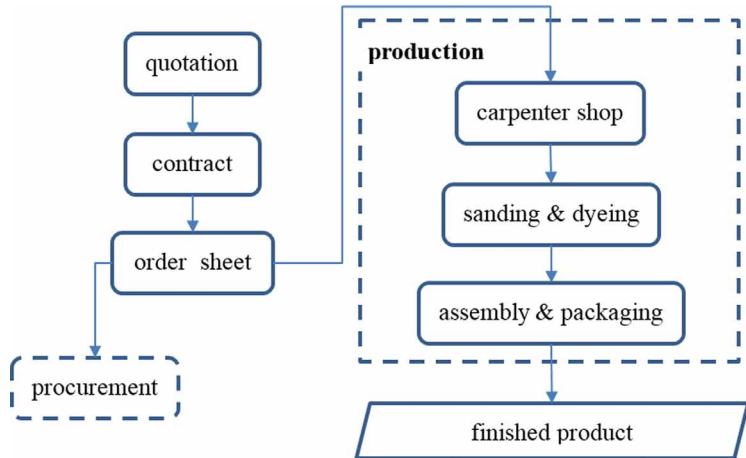 quotation
contract
order sheet
procurement
production
carpenter shop
sanding & dyeing
assembly & packaging
finished product